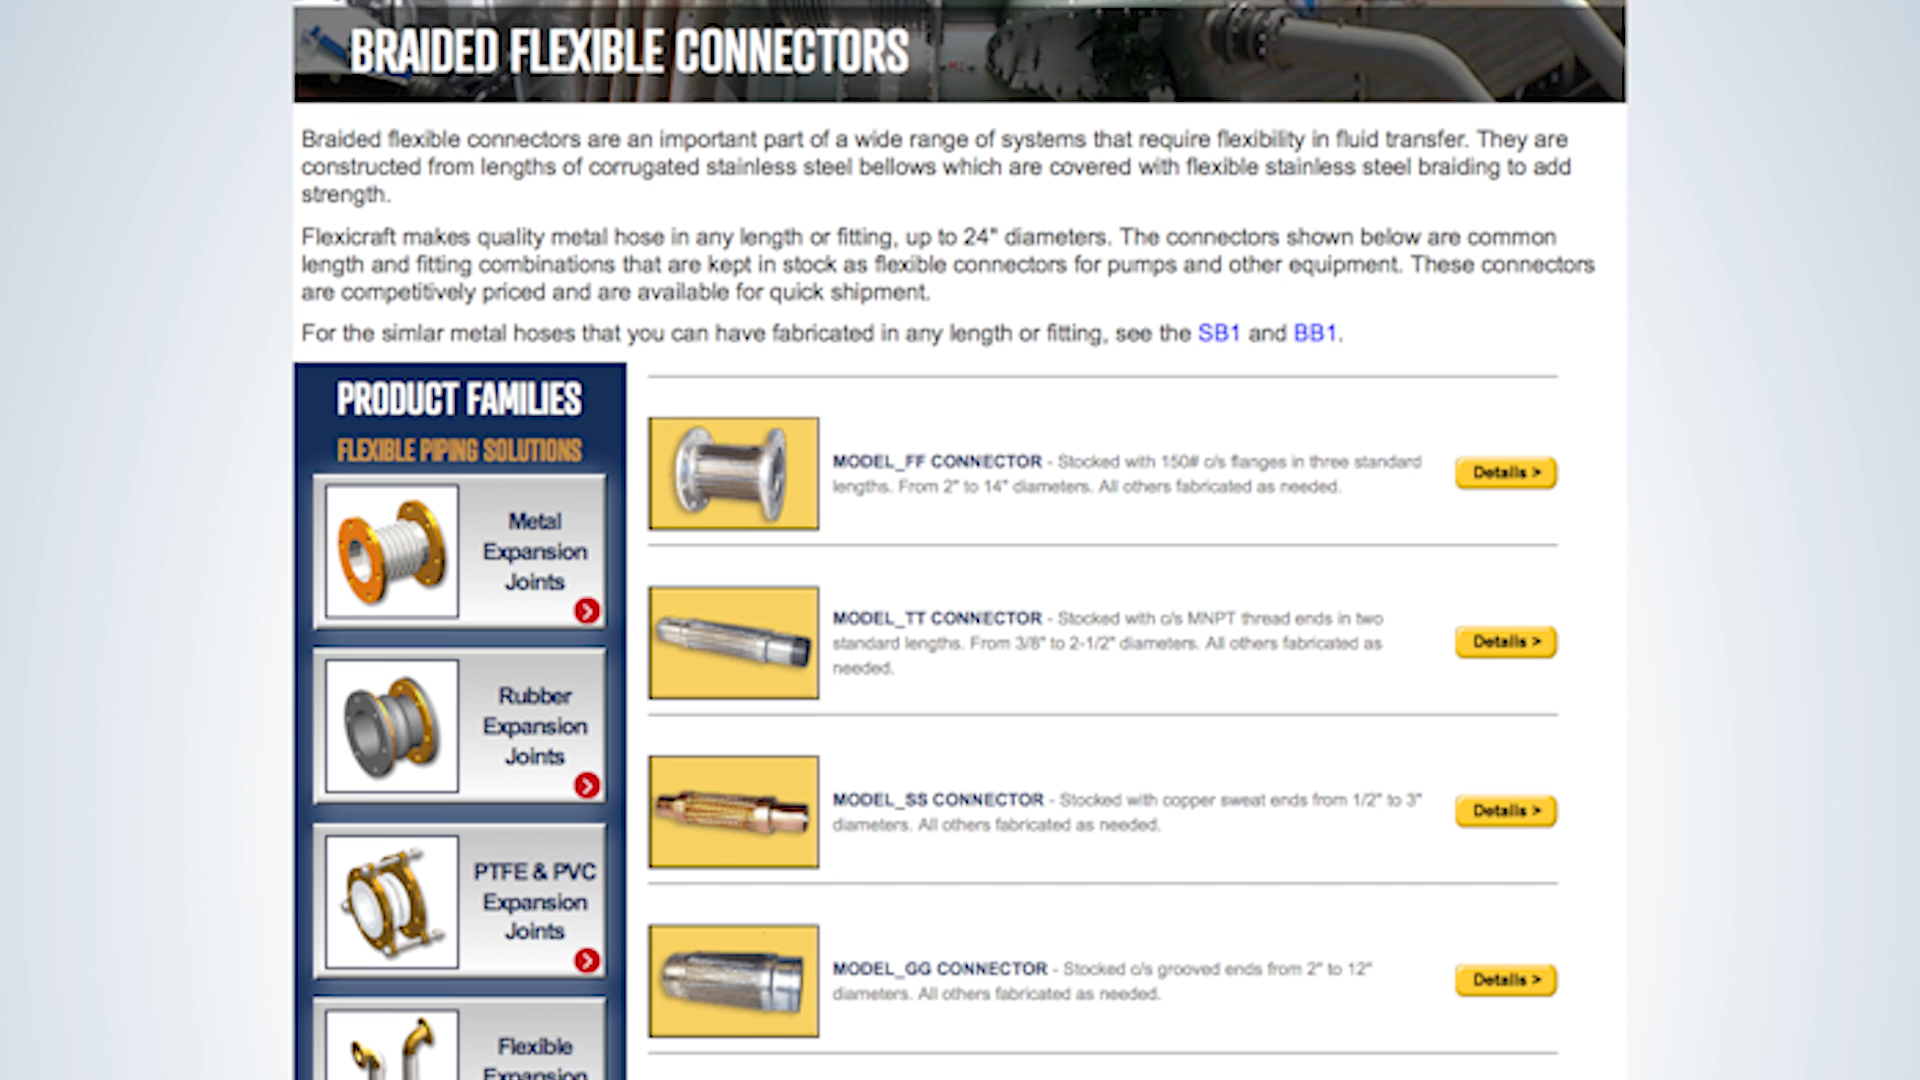 BRAIDED FLEXIBLE CONNECTORS
Braided flexible connectors are an important part of a wide range of systems that require flexibility in fluid transfer. They are
constructed from lengths of corrugated stainless steel bellows which are covered with flexible stainless steel braiding to add
strength.
Flexicraft makes quality metal hose in any length or fitting, up to 24" diameters. The connectors shown below are common
length and fitting combinations that are kept in stock as flexible connectors for pumps and other equipment. These connectors
are competitively priced and are available for quick shipment.
For the simlar metal hoses that you can have fabricated in any length or fitting, see the SB1 and BB1.
PRODUCT FAMILIES
FLEXIBLE PIPING SOLUTIONS
Metal
Expansion
Joints
Rubber
Expansion
Joints
PTFE & PVC
Expansion
Joints
Flexible
Expansion
MODEL_FF CONNECTOR - Stocked with 150# c/s flanges in three standard
lengths. From 2" to 14" diameters. All others fabricated as needed.
Details >
MODEL_TT CONNECTOR - Stocked with c/s MNPT thread ends in two
standard lengths. From 3/8" to 2-1/2" diameters. All others fabricated as
needed.
Details >
MODEL_SS CONNECTOR - Stocked with copper sweat ends from 1/2" to 3"
diameters. All others fabricated as needed.
Details >
MODEL_GG CONNECTOR - Stocked c/s grooved ends from 2" to 12"
diameters. All others fabricated as needed.
Details >